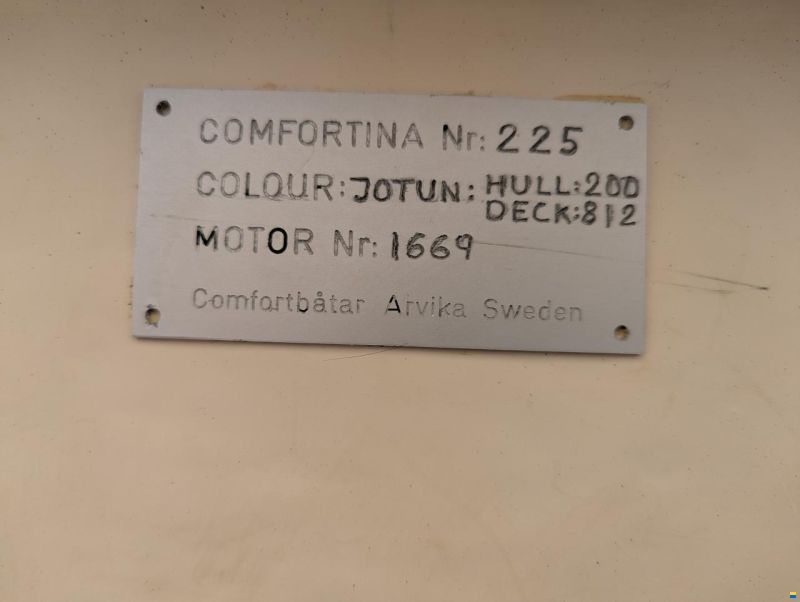 COMFORTINA Nr: 225
COLOUR: JOTUN: HULL:200
DECK:812
MOTOR Nr: 1669
Comfortbåtar Arvika Sweden